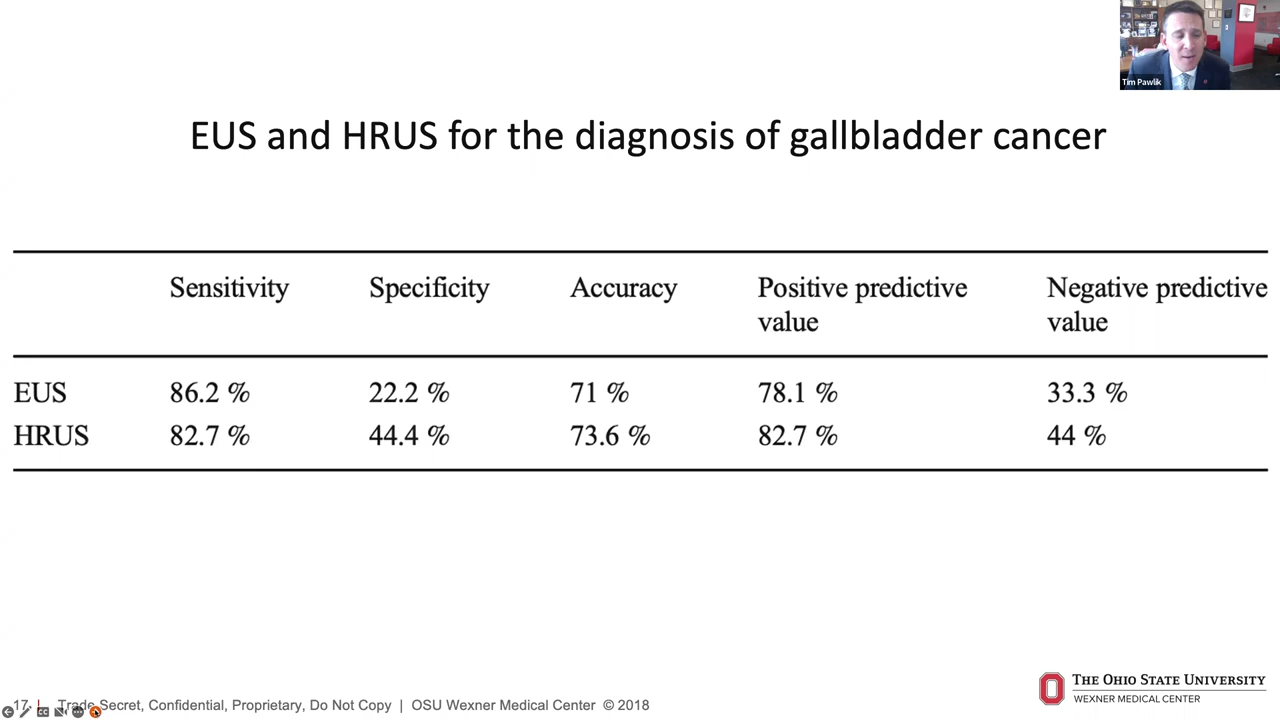 Tim Pawlik
EUS and HRUS for the diagnosis of gallbladder cancer
Sensitivity Specificity Accuracy Positive predictive value Negative predictive value
EUS 86.2 % 22.2 % 71 % 78.1 % 33.3 %
HRUS 82.7 % 44.4 % 73.6 % 82.7 % 44 %
17 | Trade Secret, Confidential, Proprietary, Do Not Copy | OSU Wexner Medical Center © 2018
THE OHIO STATE UNIVERSITY
WEXNER MEDICAL CENTER